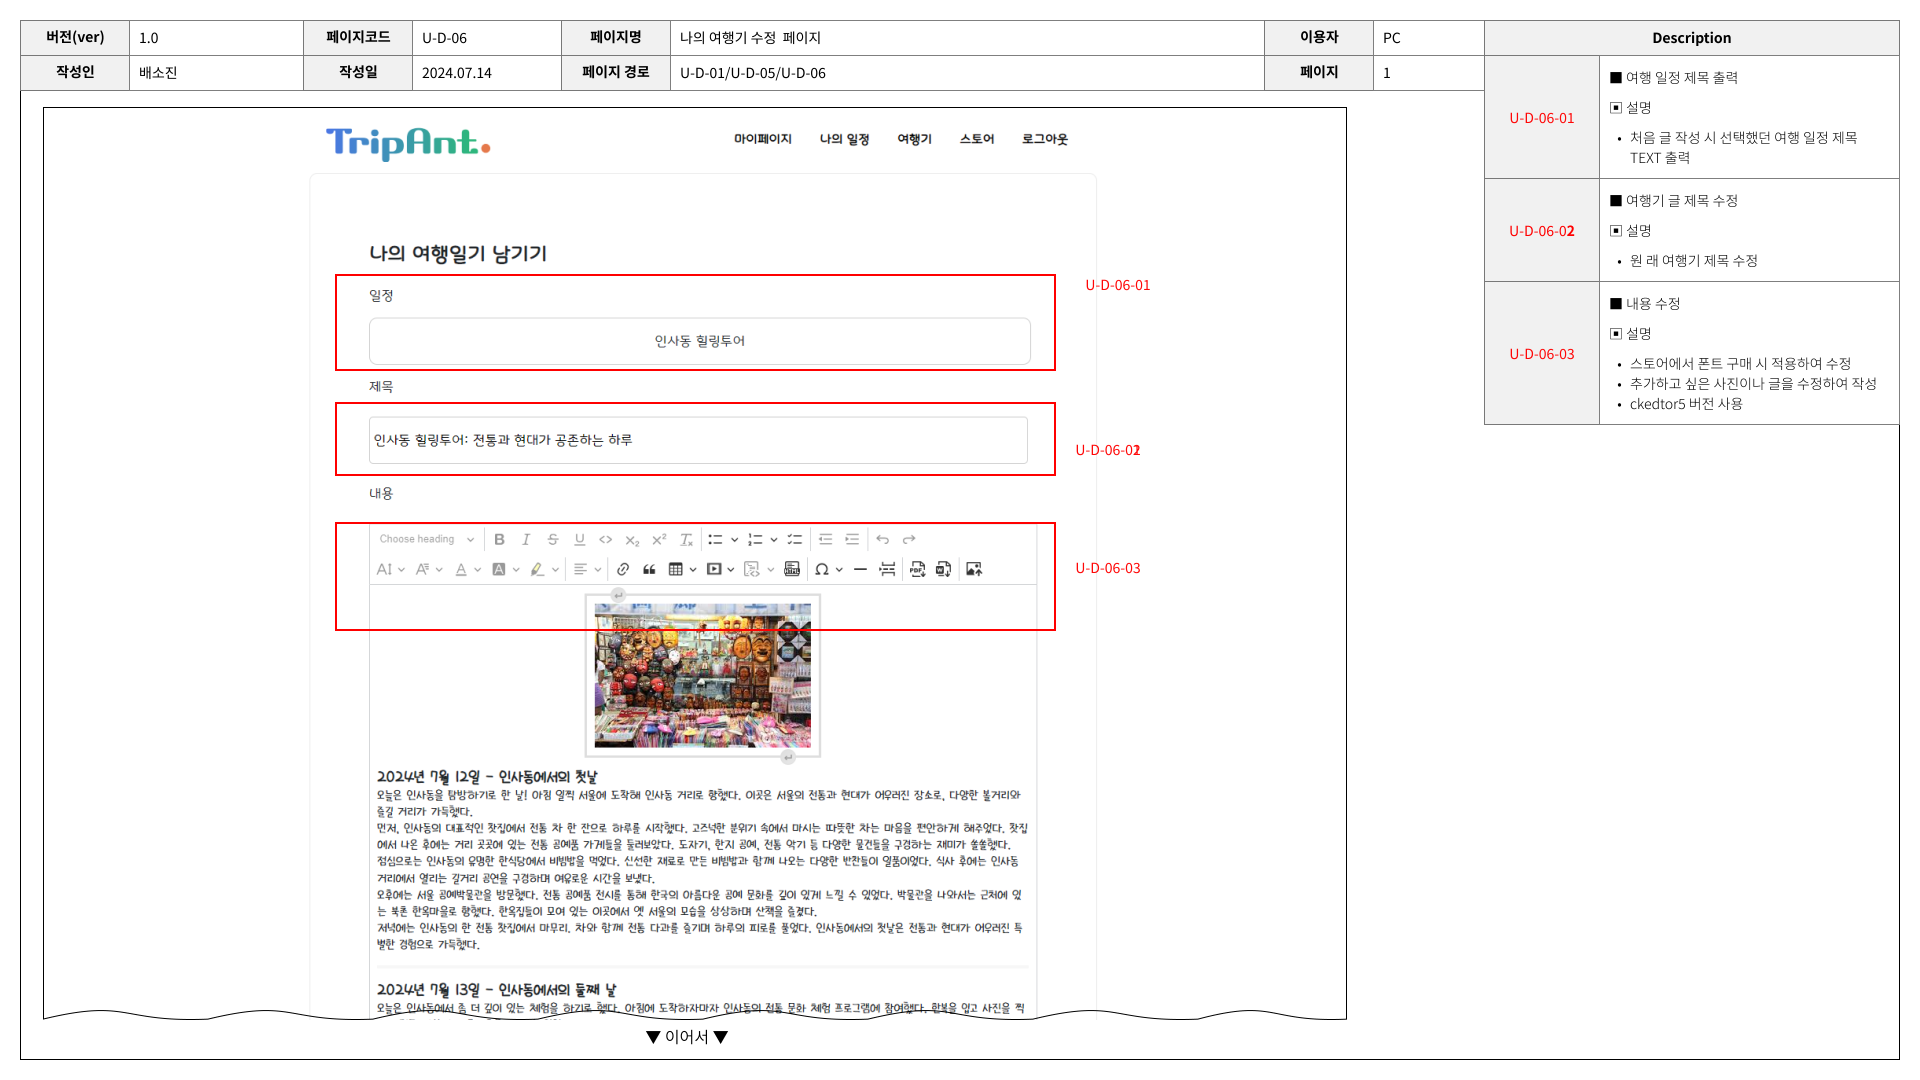 버전(ver) 1.0 페이지코드 U-D-06 페이지명 나의 여행기 수정 페이지 이용자 PC
작성인 배소진 작성일 2024.07.14 페이지 경로 U-D-01/U-D-05/U-D-06 페이지 1
TripAnt.
마이페이지 나의 일정 여행기 스토어 로그아웃
나의 여행일기 남기기
일정
인사동 힐링투어
U-D-06-01
제목
인사동 힐링투어: 전통과 현대가 공존하는 하루
U-D-06-0
내용
Choose heading
U-D-06-03
2024년 7월 12일 - 인사동에서의 첫날
오늘은 인사동을 탐방하기로 한 날! 아침 일찍 서울에 도착해 인사동 거리로 향했다. 이곳은 서울의 전통과 현대가 어우러진 장소로, 다양한 볼거리와
즐길 거리가 가득했다.
먼저, 인사동의 대표적인 찻집에서 전통 차 한 잔으로 하루를 시작했다. 고즈넉한 분위기 속에서 마시는 따뜻한 차는 마음을 편안하게 해주었다. 찻집
에서 나온 후에는 거리 곳곳에 있는 전통 공예품 가게들을 둘러보았다. 도자기, 한지 공예, 전통 악기 등 다양한 물건들을 구경하는 재미가 쏠쏠했다.
점심으로는 인사동의 유명한 한식당에서 비빔밥을 먹었다. 신선한 재료로 만든 비빔밥과 함께 나오는 다양한 반찬들이 일품이었다. 식사 후에는 인사동
거리에서 열리는 길거리 공연을 구경하며 여유로운 시간을 보냈다.
오후에는 서울 공예박물관을 방문했다. 전통 공예품 전시를 통해 한국의 아름다운 공예 문화를 깊이 있게 느낄 수 있었다. 박물관을 나와서는 근처에 있
는 북촌 한옥마을로 향했다. 한옥집들이 모여 있는 이곳에서 옛 서울의 모습을 상상하며 산책을 즐겼다.
저녁에는 인사동의 한 전통 찻집에서 마무리. 차와 함께 전통 다과를 즐기며 하루의 피로를 풀었다. 인사동에서의 첫날은 전통과 현대가 어우러진 특
별한 경험으로 가득했다.
2024년 7월 13일 - 인사동에서의 둘째 날
오늘은 인사동에서 좀 더 깊이 있는 체험을 하기로 했다. 아침에 도착하자마자 인사동의 전통 문화 체험 프로그램에 참여했다. 한복을 입고 사진을 찍
▼ 이어서 ▼
Description
U-D-06-01
■ 여행 일정 제목 출력
▣ 설명
• 처음 글 작성 시 선택했던 여행 일정 제목
TEXT 출력
U-D-06-02
■ 여행기 글 제목 수정
▣ 설명
• 원 래 여행기 제목 수정
U-D-06-03
■ 내용 수정
▣ 설명
• 스토어에서 폰트 구매 시 적용하여 수정
• 추가하고 싶은 사진이나 글을 수정하여 작성
• ckedtor5 버전 사용